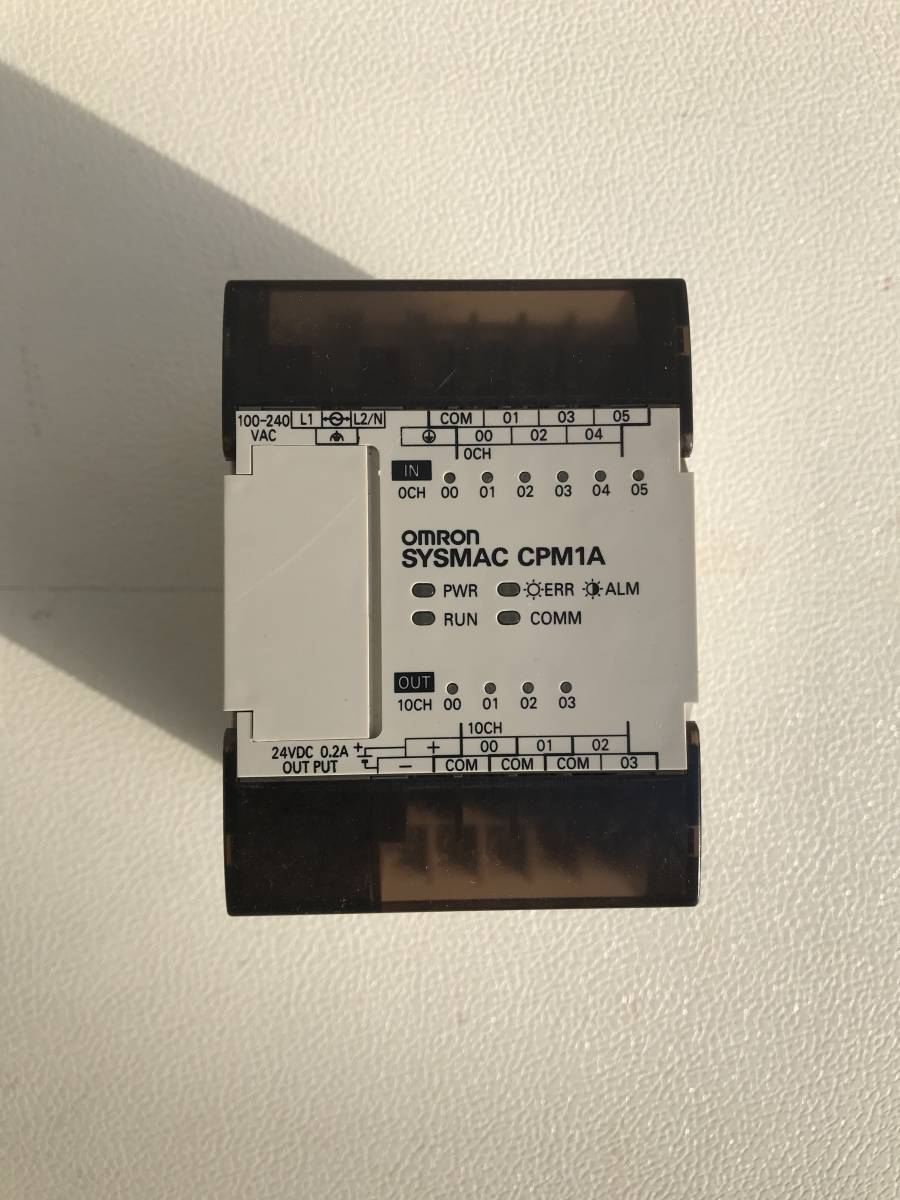 100-240 L1 L2/N COM 01 03 05
VAC 00 02 04
0CH
IN
0CH 00 01 02 03 04 05
OMRON
SYSMAC CPM1A
PWR ERR ALM
RUN COMM
OUT
10CH 00 01 02 03
10CH
24VDC 0.2A + + 00 01 02
OUT PUT - − COM COM COM 03